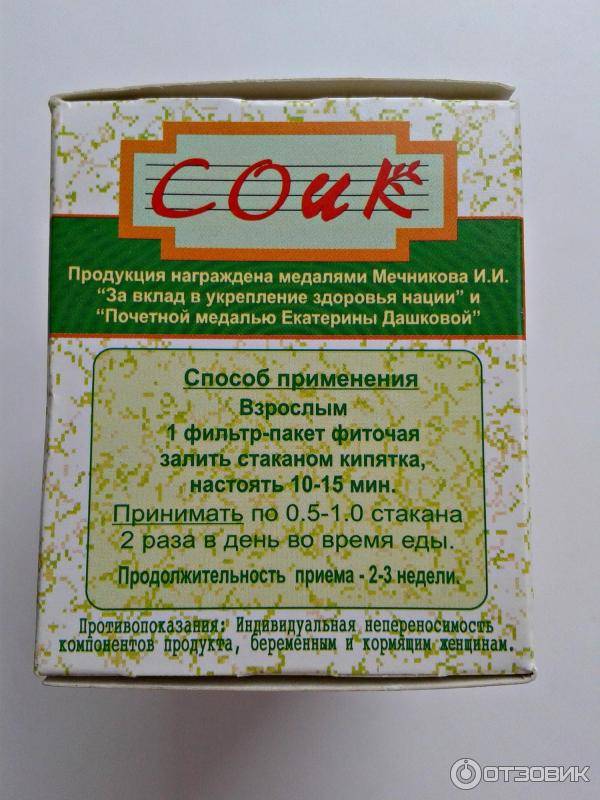 СОиК
Продукция награждена медалями Мечникова И.И.
“За вклад в укрепление здоровья нации” и
“Почетной медалью Екатерины Дашковой”
Способ применения
Взрослым
1 фильтр-пакет фиточая
залить стаканом кипятка,
настоять 10-15 мин.
Принимать по 0.5-1.0 стакана
2 раза в день во время еды.
Продолжительность приема - 2-3 недели.
Противопоказания: Индивидуальная непереносимость
компонентов продукта, беременным и кормящим женщинам.
ОТЗОВИК